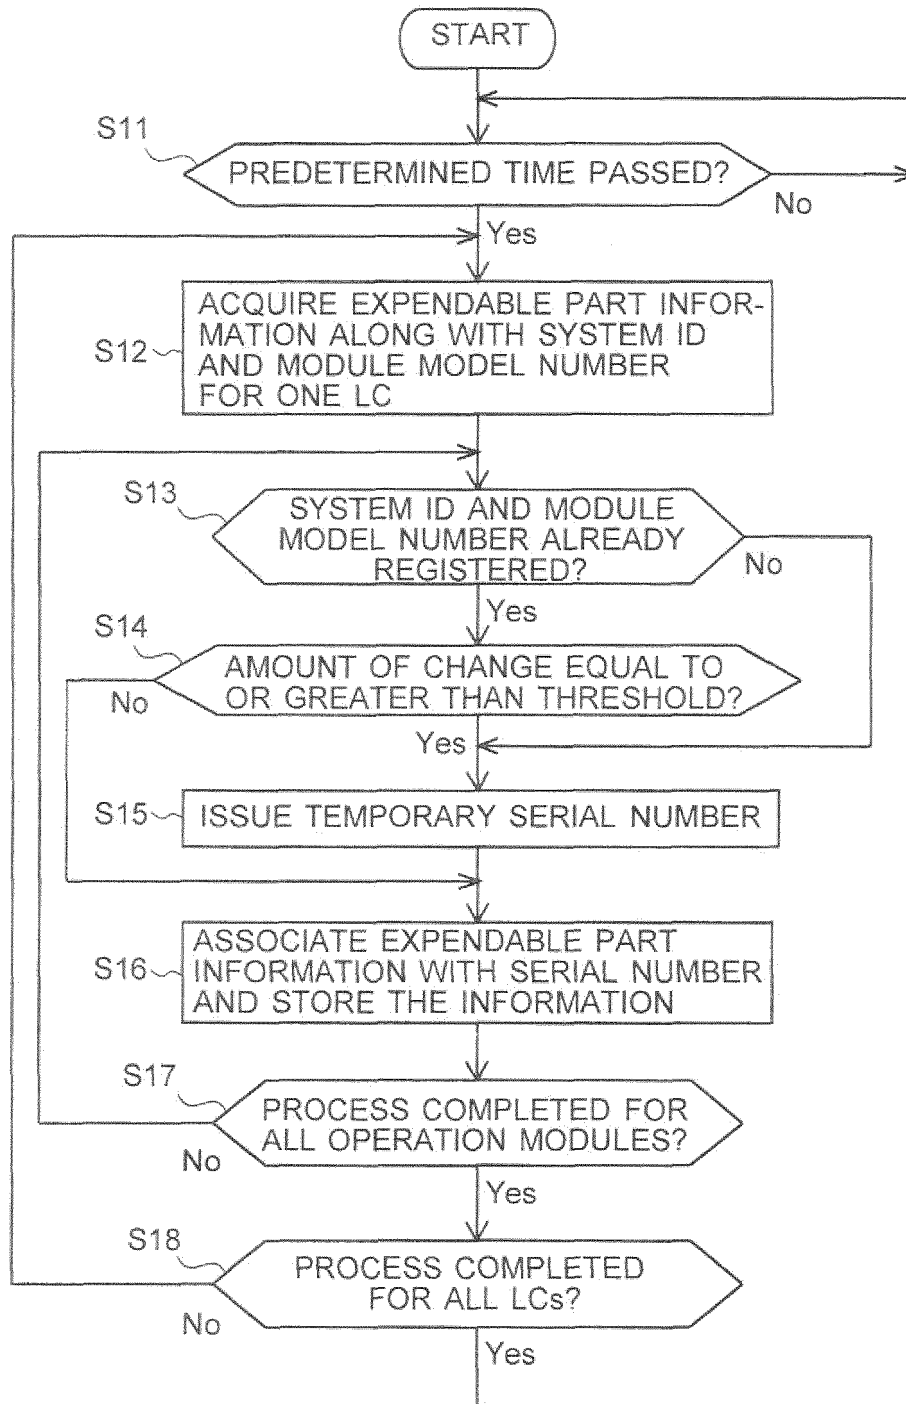 START
S11
PREDETERMINED TIME PASSED?
No
Yes
S12
ACQUIRE EXPENDABLE PART INFOR-
MATION ALONG WITH SYSTEM ID
AND MODULE MODEL NUMBER
FOR ONE LC
S13
SYSTEM ID AND MODULE
MODEL NUMBER ALREADY
REGISTERED?
No
Yes
S14
AMOUNT OF CHANGE EQUAL TO
OR GREATER THAN THRESHOLD?
No
Yes
S15
ISSUE TEMPORARY SERIAL NUMBER
S16
ASSOCIATE EXPENDABLE PART
INFORMATION WITH SERIAL NUMBER
AND STORE THE INFORMATION
S17
PROCESS COMPLETED FOR
ALL OPERATION MODULES?
No
Yes
S18
PROCESS COMPLETED
FOR ALL LCs?
No
Yes